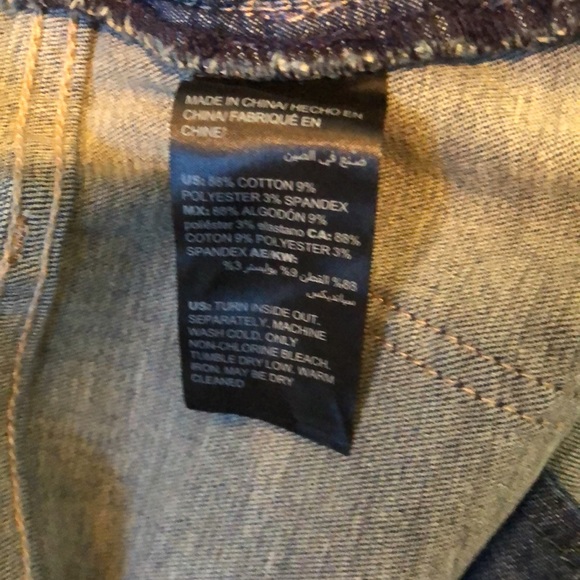 MADE IN CHINA/ HECHO EN
CHINA/ FABRIQUÉ EN
CHINE/
صنع في الصين
US: 88% COTTON 9%
POLYESTER 3% SPANDEX
MX: 88% ALGODÓN 9%
poliéster 3% elastano CA: 88%
COTON 9% POLYESTER 3%
SPANDEX AE/KW:
88% القطن 9% بوليستر 3%
سباندكس
US: TURN INSIDE OUT.
SEPARATELY. MACHINE
WASH COLD. ONLY
NON-CHLORINE BLEACH.
TUMBLE DRY LOW. WARM
IRON. MAY BE DRY
CLEANED